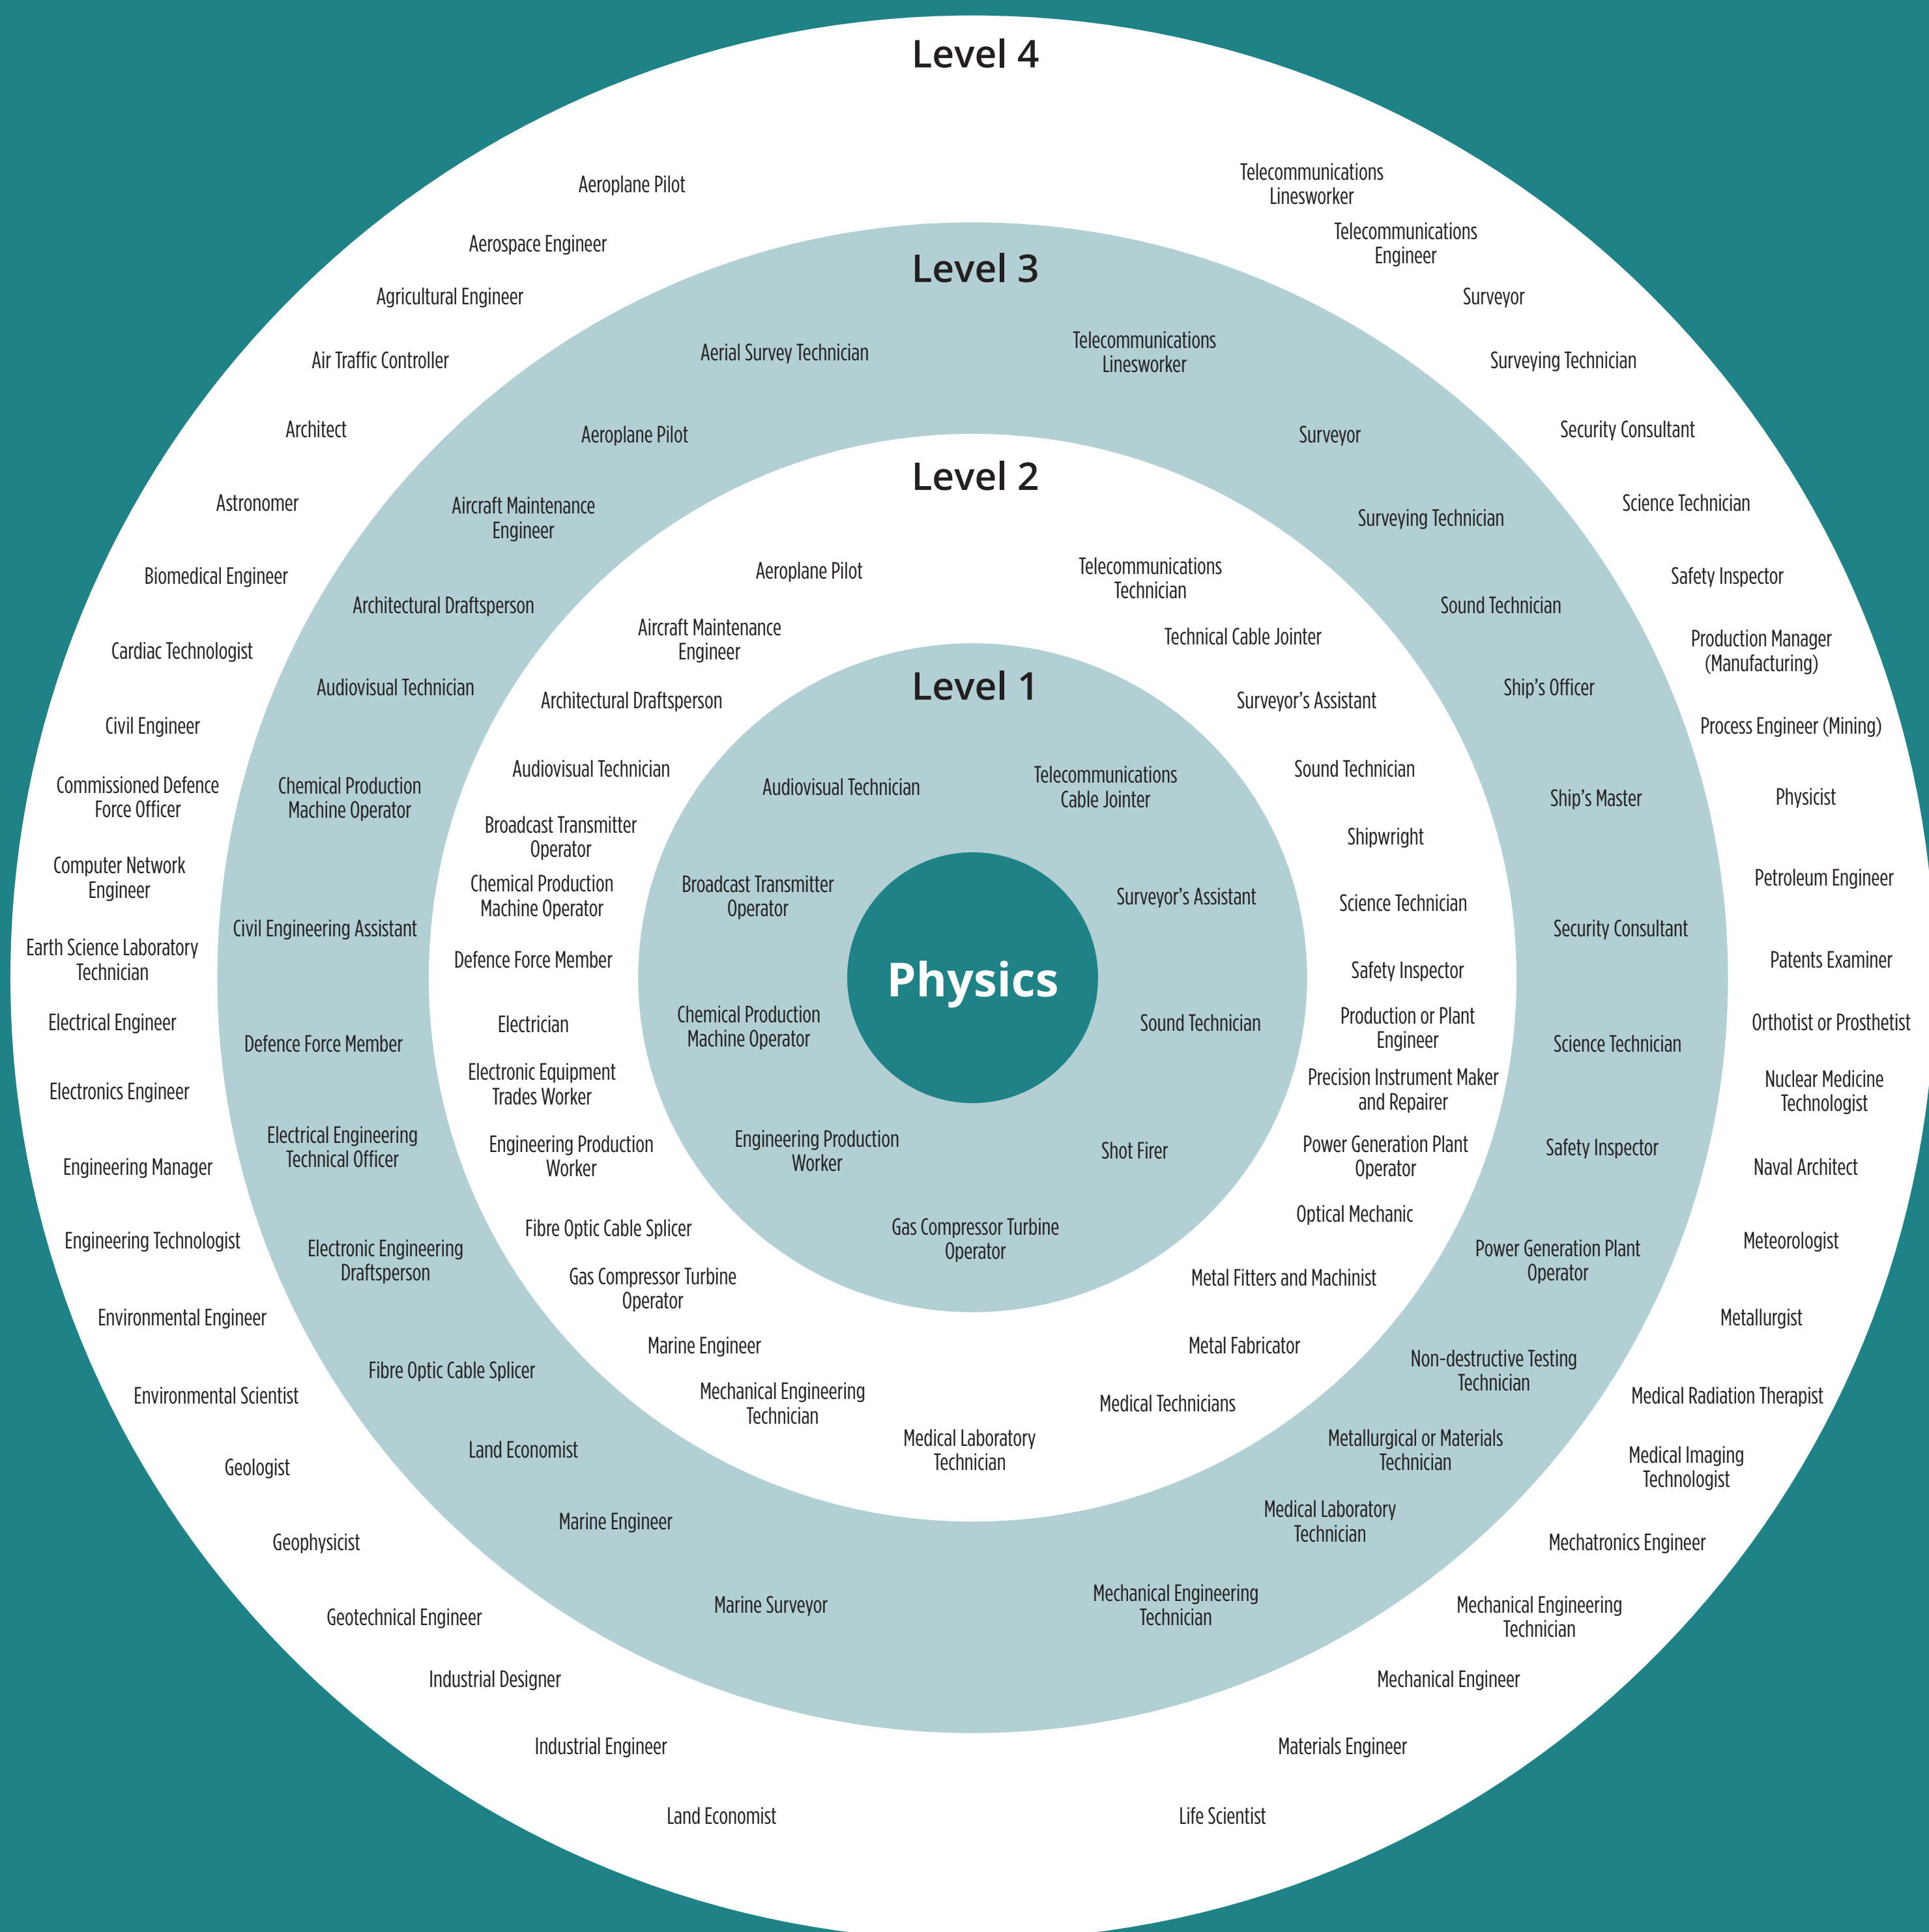 Level 4
Aeroplane Pilot
Aerospace Engineer
Agricultural Engineer
Air Traffic Controller
Architect
Astronomer
Biomedical Engineer
Cardiac Technologist
Civil Engineer
Commissioned Defence
Force Officer
Computer Network
Engineer
Earth Science Laboratory
Technician
Electrical Engineer
Electronics Engineer
Engineering Manager
Engineering Technologist
Environmental Engineer
Environmental Scientist
Geologist
Geophysicist
Geotechnical Engineer
Industrial Designer
Industrial Engineer
Land Economist
Life Scientist
Materials Engineer
Mechanical Engineer
Mechanical Engineering
Technician
Mechatronics Engineer
Medical Imaging
Technologist
Medical Radiation Therapist
Metallurgist
Meteorologist
Naval Architect
Nuclear Medicine
Technologist
Orthotist or Prosthetist
Patents Examiner
Petroleum Engineer
Physicist
Process Engineer (Mining)
Production Manager
(Manufacturing)
Safety Inspector
Science Technician
Security Consultant
Surveying Technician
Surveyor
Telecommunications
Engineer
Telecommunications
Linesworker
Level 3
Aerial Survey Technician
Aeroplane Pilot
Aircraft Maintenance
Engineer
Architectural Draftsperson
Audiovisual Technician
Chemical Production
Machine Operator
Civil Engineering Assistant
Defence Force Member
Electrical Engineering
Technical Officer
Electronic Engineering
Draftsperson
Fibre Optic Cable Splicer
Land Economist
Marine Engineer
Marine Surveyor
Mechanical Engineering
Technician
Medical Laboratory
Technician
Metallurgical or Materials
Technician
Non-destructive Testing
Technician
Power Generation Plant
Operator
Safety Inspector
Science Technician
Security Consultant
Ship's Master
Ship's Officer
Sound Technician
Surveying Technician
Surveyor
Telecommunications
Linesworker
Level 2
Aeroplane Pilot
Aircraft Maintenance
Engineer
Architectural Draftsperson
Audiovisual Technician
Broadcast Transmitter
Operator
Chemical Production
Machine Operator
Defence Force Member
Electrician
Electronic Equipment
Trades Worker
Engineering Production
Worker
Fibre Optic Cable Splicer
Gas Compressor Turbine
Operator
Marine Engineer
Mechanical Engineering
Technician
Medical Laboratory
Technician
Medical Technicians
Metal Fabricator
Metal Fitters and Machinist
Optical Mechanic
Power Generation Plant
Operator
Precision Instrument Maker
and Repairer
Production or Plant
Engineer
Safety Inspector
Science Technician
Shipwright
Sound Technician
Surveyor's Assistant
Technical Cable Jointer
Telecommunications
Technician
Level 1
Audiovisual Technician
Broadcast Transmitter
Operator
Chemical Production
Machine Operator
Engineering Production
Worker
Gas Compressor Turbine
Operator
Shot Firer
Sound Technician
Surveyor's Assistant
Telecommunications
Cable Jointer
Physics